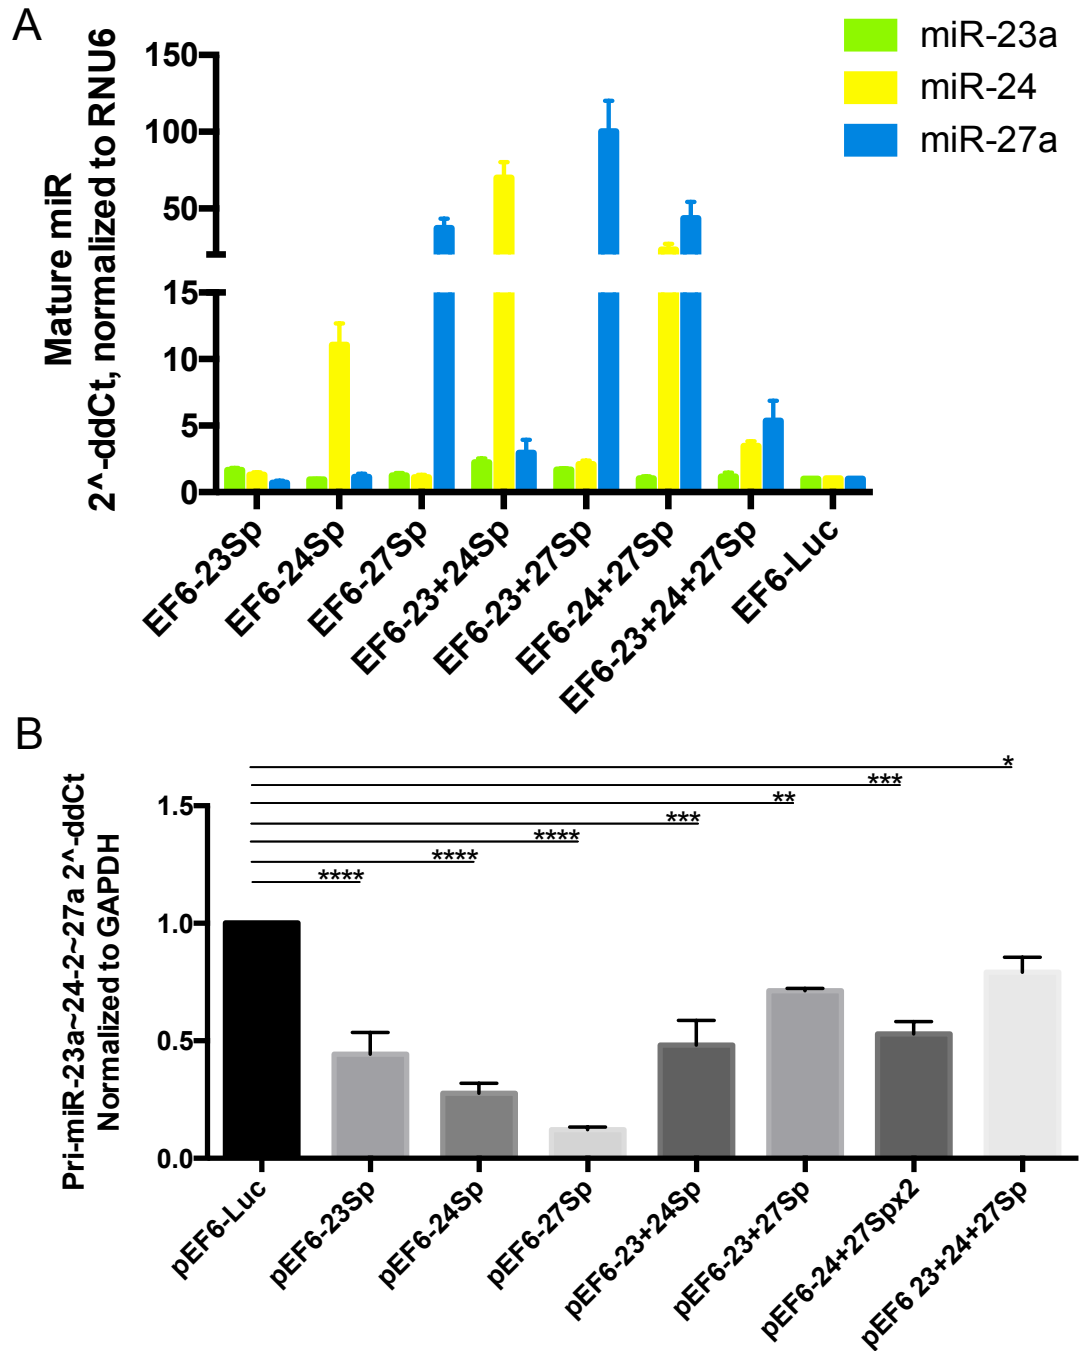 A
miR-23a
miR-24
miR-27a
Mature miR
2^-ddCt, normalized to RNU6
150
100
50
15
10
5
0
EF6-23Sp
EF6-24Sp
EF6-27Sp
EF6-23+24Sp
EF6-23+27Sp
EF6-24+27Sp
EF6-23+24+27Sp
EF6-Luc
B
Pri-miR-23a~24-2~27a 2^-ddCt
Normalized to GAPDH
*
***
**
***
****
****
****
1.5
1.0
0.5
0.0
pEF6-Luc
pEF6-23Sp
pEF6-24Sp
pEF6-27Sp
pEF6-23+24Sp
pEF6-23+27Sp
pEF6-24+27Spx2
pEF6 23+24+27Sp